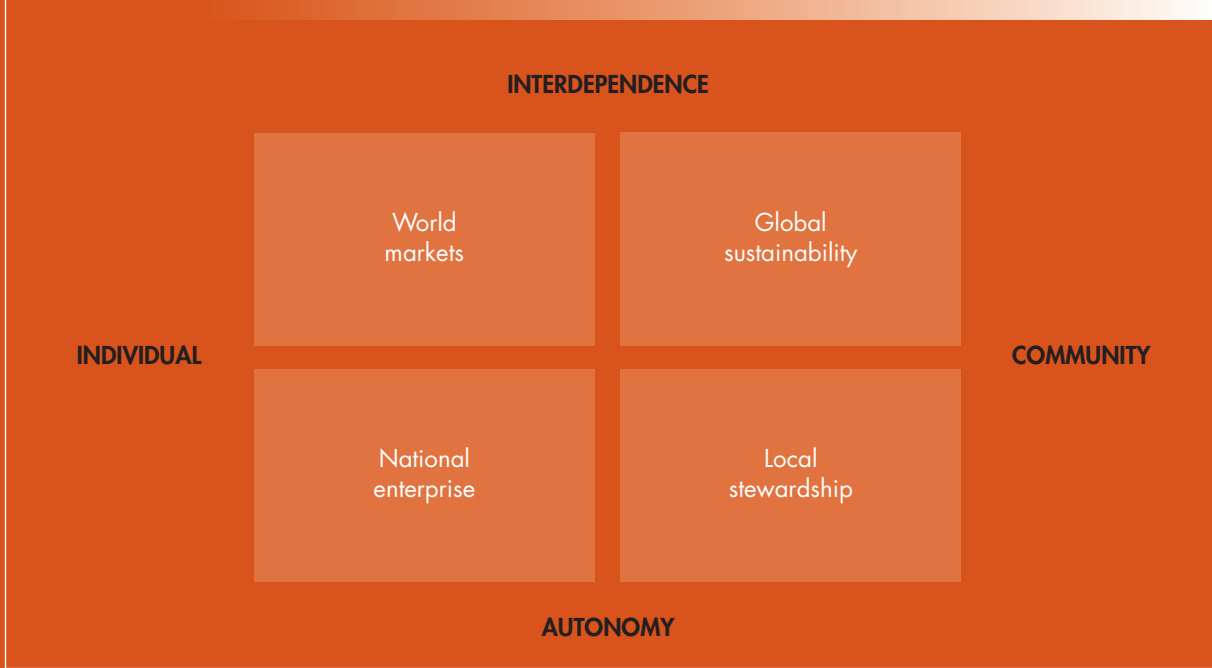 INTERDEPENDENCE
World
markets
Global
sustainability
INDIVIDUAL
COMMUNITY
National
enterprise
Local
stewardship
AUTONOMY